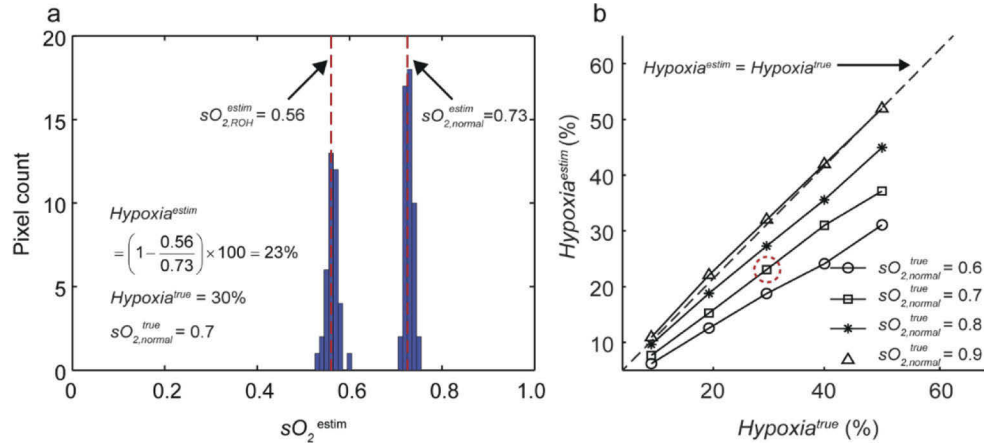 a
20
15
10
5
0
Pixel count
sO₂,ROH^estim = 0.56
sO₂,normal^estim = 0.73
Hypoxia^estim
= (1 − 0.56/0.73) × 100 = 23%
Hypoxia^true = 30%
sO₂,normal^true = 0.7
0 0.2 0.4 0.6 0.8 1.0
sO₂^estim
b
60
50
40
30
20
10
Hypoxia^estim (%)
Hypoxia^estim = Hypoxia^true
sO₂,normal^true = 0.6
sO₂,normal^true = 0.7
sO₂,normal^true = 0.8
sO₂,normal^true = 0.9
20 40 60
Hypoxia^true (%)